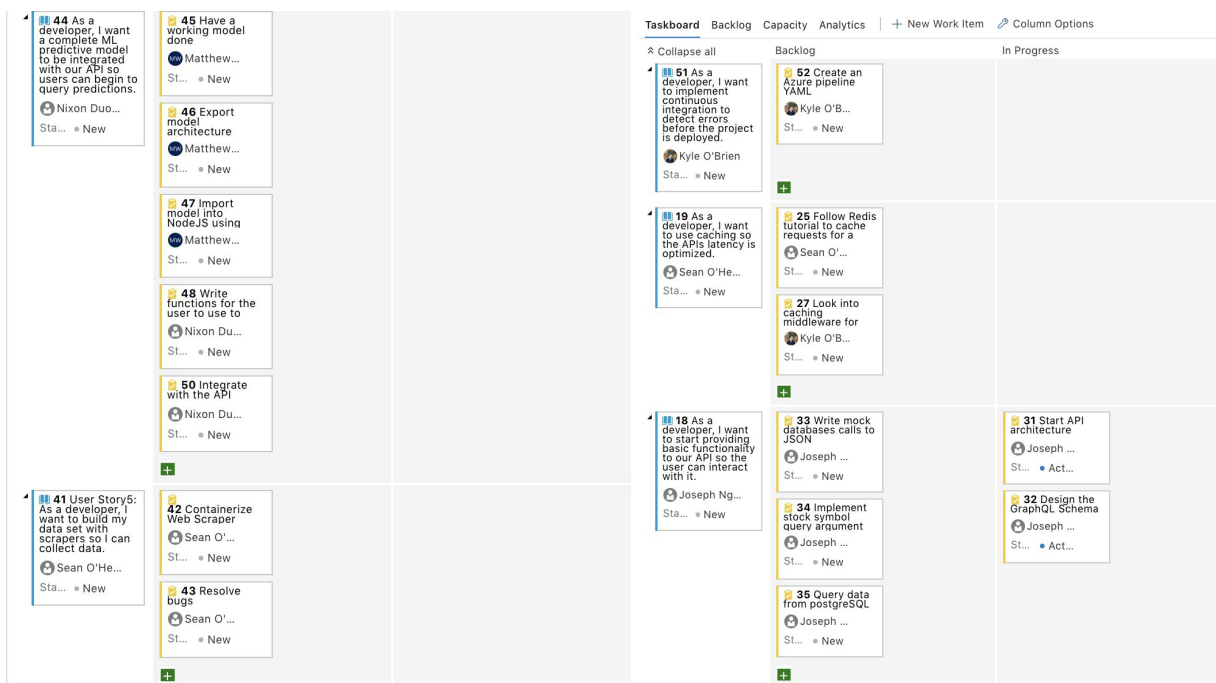 44 As a
developer, I want
a complete ML
predictive model
to be integrated
with our API so
users can begin to
query predictions.
Nixon Duo...
Sta... New
45 Have a
working model
done
MW Matthew...
St... New
46 Export
model
architecture
MW Matthew...
St... New
47 Import
model into
NodeJS using
MW Matthew...
St... New
48 Write
functions for the
user to use to
Nixon Du...
St... New
50 Integrate
with the API
Nixon Du...
St... New
41 User Story5:
As a developer, I
want to build my
data set with
scrapers so I can
collect data.
Sean O'He...
Sta... New
42 Containerize
Web Scraper
Sean O'...
St... New
43 Resolve
bugs
Sean O'...
St... New
Taskboard Backlog Capacity Analytics + New Work Item Column Options
Collapse all Backlog In Progress
51 As a
developer, I want
to implement
continuous
integration to
detect errors
before the project
is deployed.
Kyle O'Brien
Sta... New
52 Create an
Azure pipeline
YAML
Kyle O'B...
St... New
19 As a
developer, I want
to use caching so
the APIs latency is
optimized.
Sean O'He...
Sta... New
25 Follow Redis
tutorial to cache
requests for a
Sean O'...
St... New
27 Look into
caching
middleware for
Kyle O'B...
St... New
18 As a
developer, I want
to start providing
basic functionality
to our API so the
user can interact
with it.
Joseph Ng...
Sta... New
33 Write mock
databases calls to
JSON
Joseph ...
St... New
34 Implement
stock symbol
query argument
Joseph ...
St... New
35 Query data
from postgreSQL
Joseph ...
St... New
31 Start API
architecture
Joseph ...
St... Act...
32 Design the
GraphQL Schema
Joseph ...
St... Act...